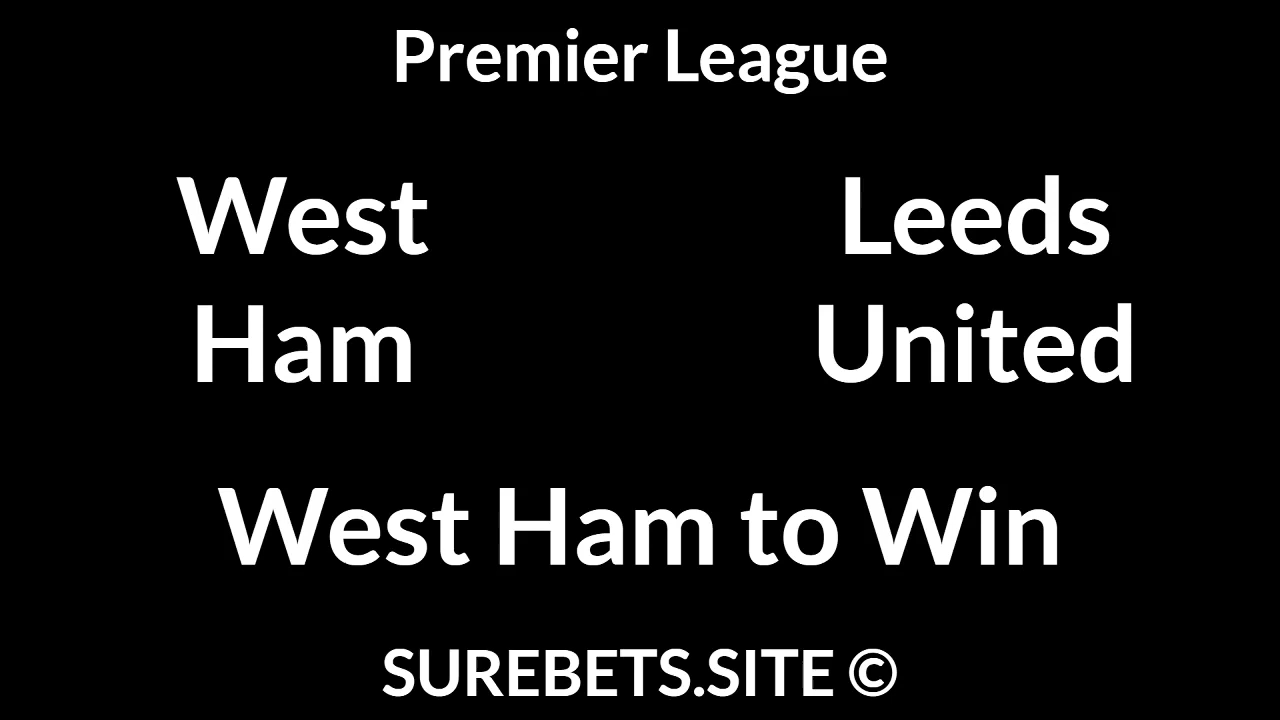 Premier League
West Leeds
Ham United
West Ham to Win
SUREBETS.SITE ©